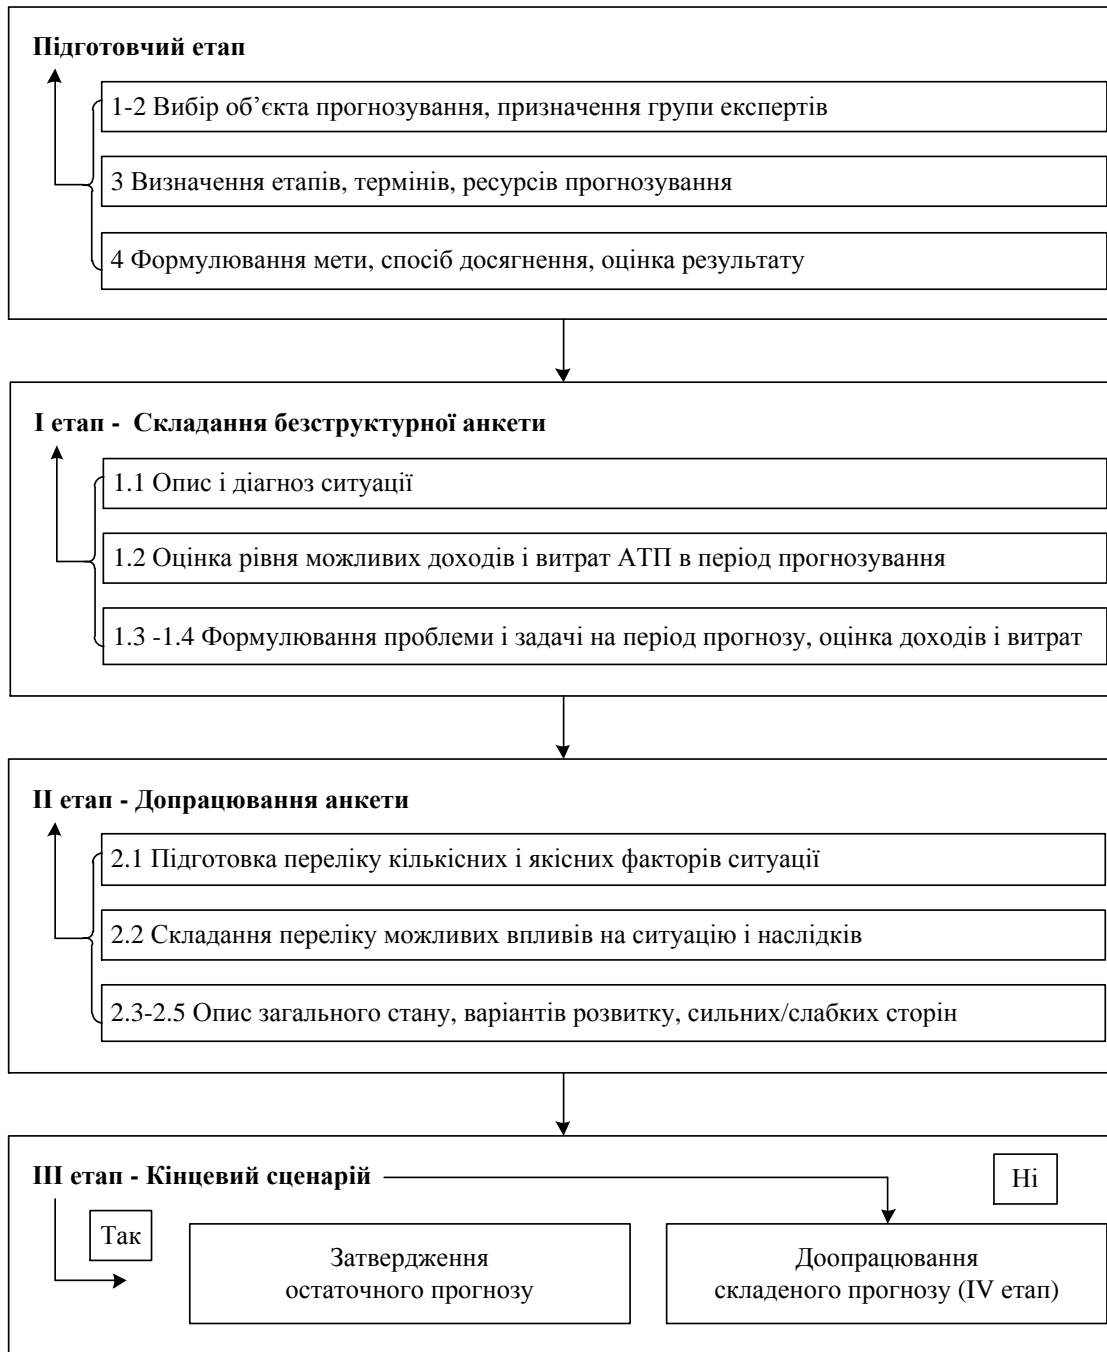 Підготовчий етап
1-2 Вибір об’єкта прогнозування, призначення групи експертів
3 Визначення етапів, термінів, ресурсів прогнозування
4 Формулювання мети, спосіб досягнення, оцінка результату
І етап - Складання безструктурної анкети
1.1 Опис і діагноз ситуації
1.2 Оцінка рівня можливих доходів і витрат АТП в період прогнозування
1.3 -1.4 Формулювання проблеми і задачі на період прогнозу, оцінка доходів і витрат
ІІ етап - Допрацювання анкети
2.1 Підготовка переліку кількісних і якісних факторів ситуації
2.2 Складання переліку можливих впливів на ситуацію і наслідків
2.3-2.5 Опис загального стану, варіантів розвитку, сильних/слабких сторін
ІІІ етап - Кінцевий сценарій
Ні
Так
Затвердження
остаточного прогнозу
Доопрацювання
складеного прогнозу (IV етап)